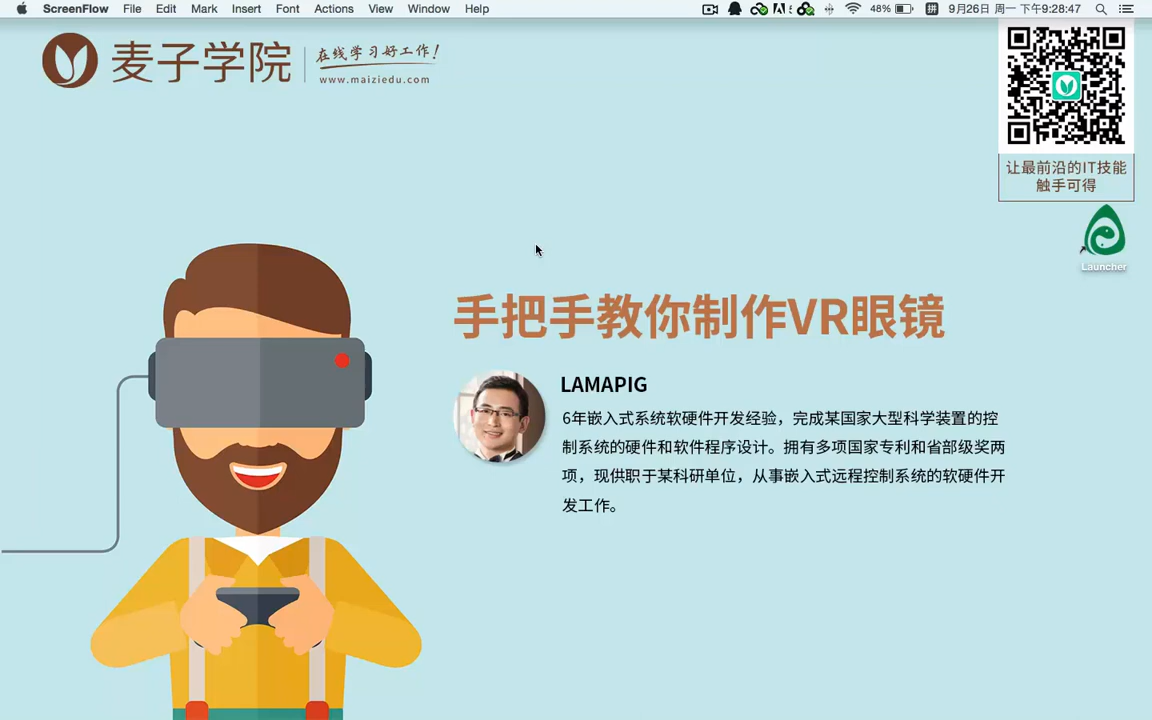 ScreenFlow File Edit Mark Insert Font Actions View Window Help 48% 拼 9月26日 周一 下午9:28:47
麦子学院
在线学习好工作!
www.maiziedu.com
让最前沿的IT技能
触手可得
Launcher
手把手教你制作VR眼镜
LAMAPIG
6年嵌入式系统软硬件开发经验，完成某国家大型科学装置的控
制系统的硬件和软件程序设计。拥有多项国家专利和省部级奖两
项，现供职于某科研单位，从事嵌入式远程控制系统的软硬件开
发工作。